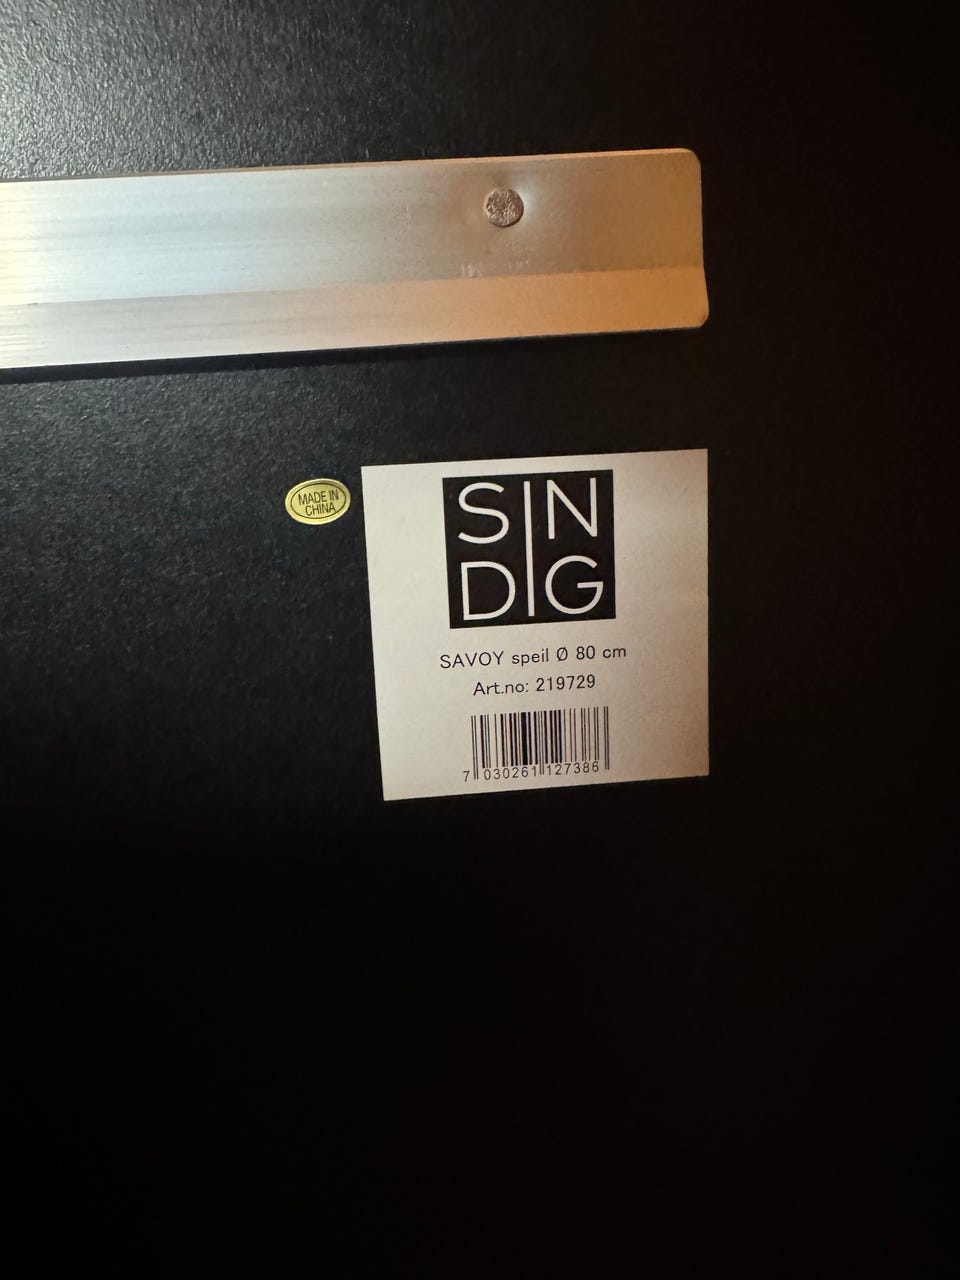 MADE IN
CHINA
SIN
DIG
SAVOY speil Ø 80 cm
Art.no: 219729
7 030261 127386